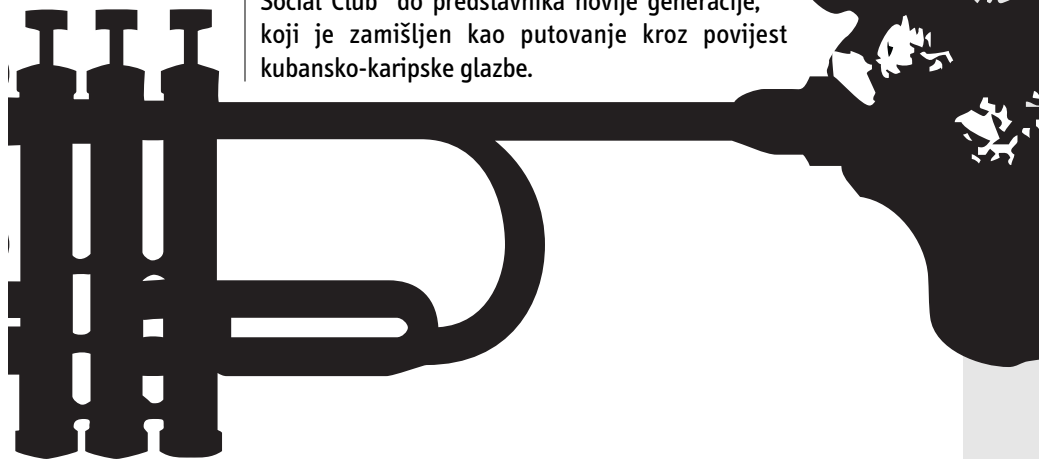 Social Club" do predstavnika novije generacije,
koji je zamišljen kao putovanje kroz povijest
kubansko-karipske glazbe.